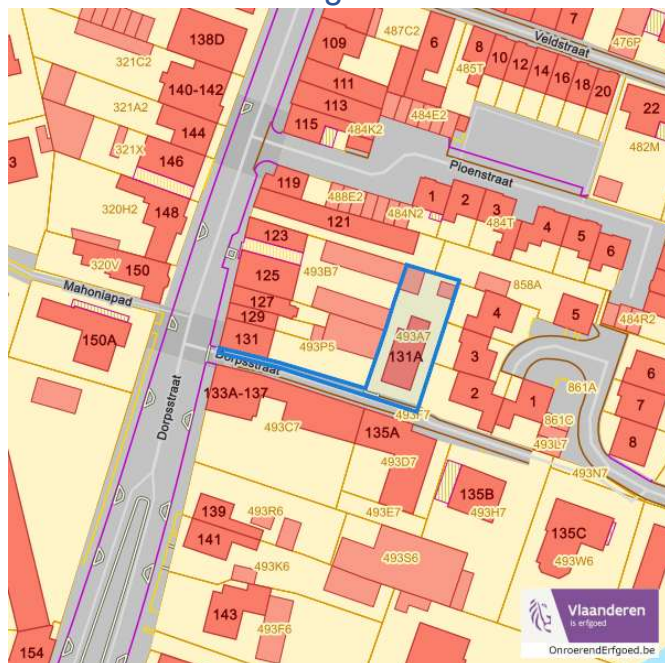 138D
109
487C2
6
8
7
476P
Veldstraat
321C2
485T
10
12
14
16
18
20
140-142
111
113
484E2
22
321A2
144
115
484K2
482M
321X
3
146
Pioenstraat
119
488E2
1
2
3
320H2
148
121
484N2
484T
4
5
6
123
320V
150
125
493B7
858A
Mahoniapad
127
129
493A7
4
5
484R2
131
493P5
131A
150A
Dorpsstraat
3
6
133A-137
2
1
861A
7
Dorpsstraat
493F7
861C
493C7
135A
493L7
8
493D7
493N7
135B
493E7
493H7
139
493R6
141
135C
493S6
493W6
493K6
143
493F6
154
Vlaanderen
is erfgoed
OnroerendErfgoed.be